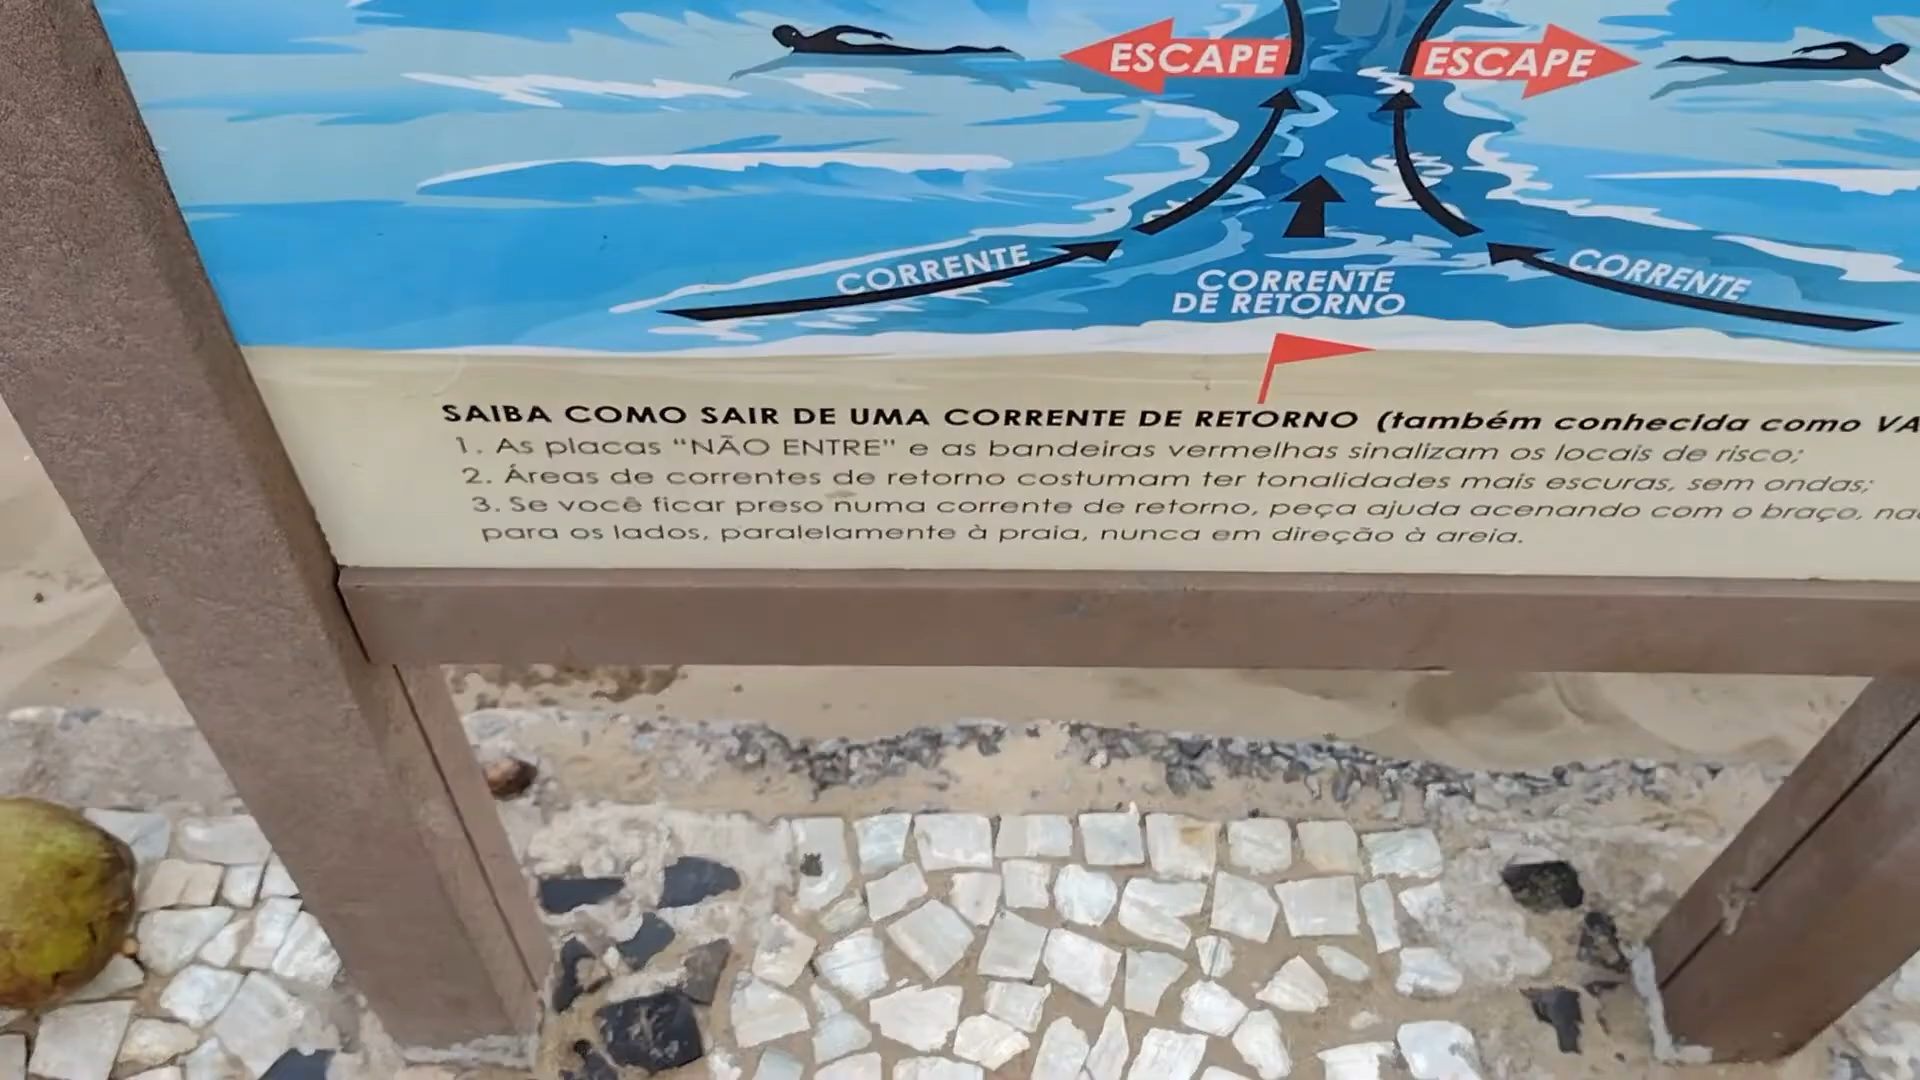 ESCAPE ESCAPE
CORRENTE CORRENTE
CORRENTE
DE RETORNO
SAIBA COMO SAIR DE UMA CORRENTE DE RETORNO (também conhecida como
1. As placas “NÃO ENTRE” e as bandeiras vermelhas sinalizam os locais de risco;
2. Áreas de correntes de retorno costumam ter tonalidades mais escuras, sem ondas;
3. Se você ficar preso numa corrente de retorno, peça ajuda acenando com o braço,
para os lados, paralelamente à praia, nunca em direção à areia.